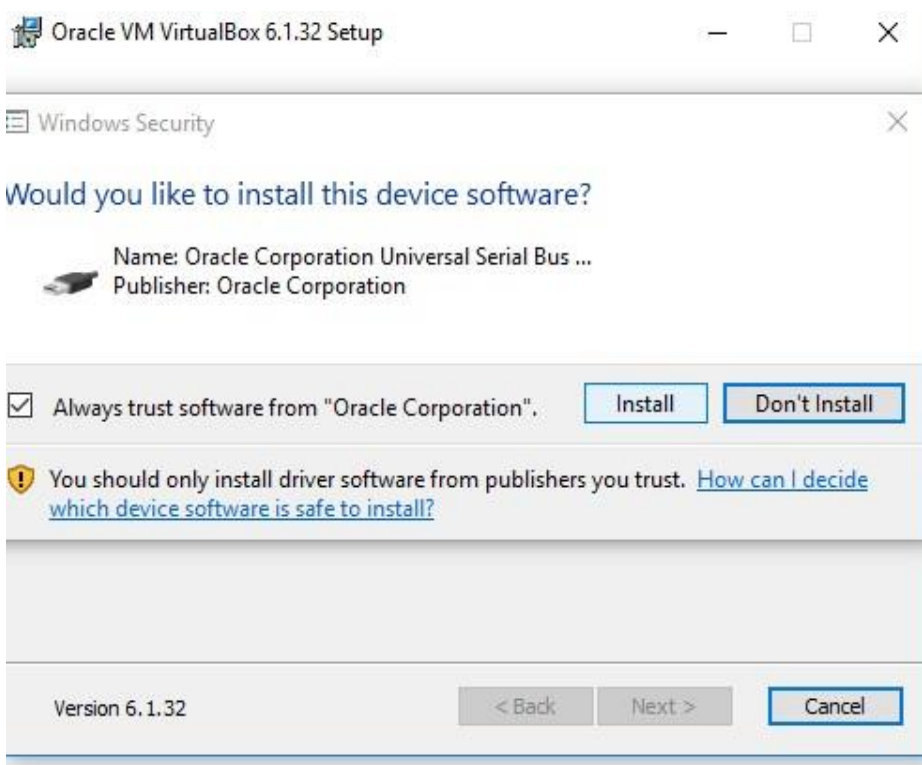 Oracle VM VirtualBox 6.1.32 Setup
Windows Security
Would you like to install this device software?
Name: Oracle Corporation Universal Serial Bus ...
Publisher: Oracle Corporation
Always trust software from "Oracle Corporation".
Install
Don't Install
You should only install driver software from publishers you trust. How can I decide
which device software is safe to install?
Version 6.1.32
< Back
Next >
Cancel